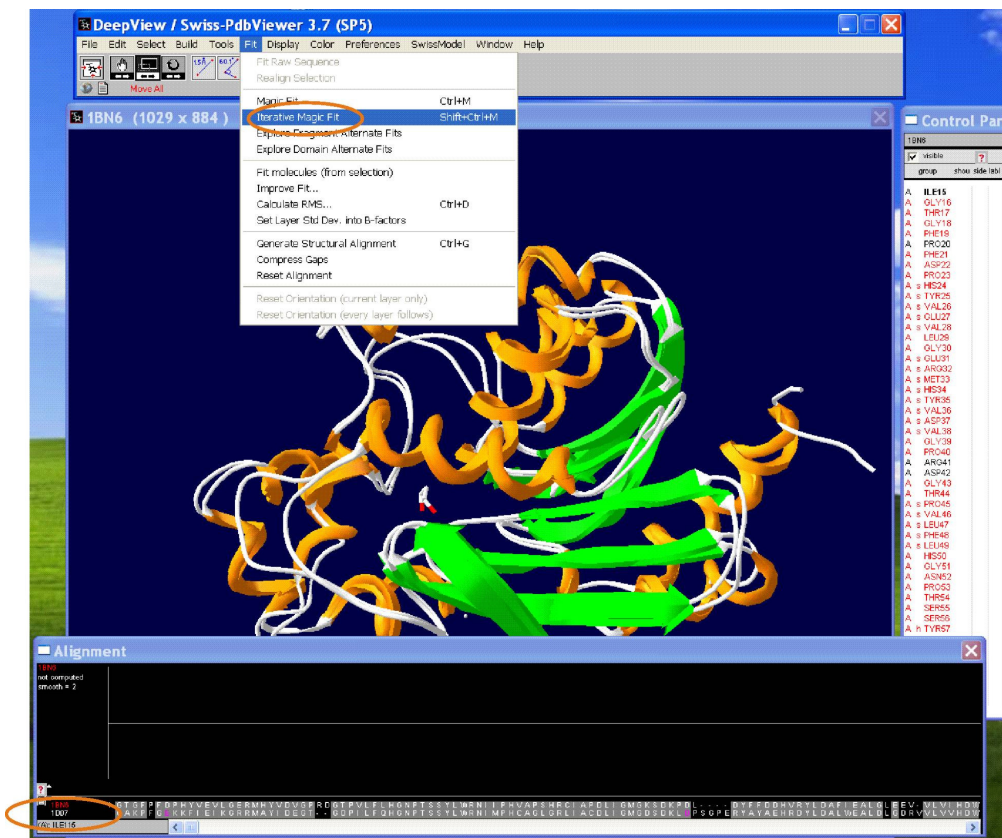 DeepView / Swiss-PdbViewer 3.7 (SP5)
File Edit Select Build Tools Fit Display Color Preferences SwissModel Window Help
Move All
Fit Raw Sequence
Realign Selection
Magic Fit Ctrl+M
Iterative Magic Fit Shift+Ctrl+M
Explore Fragment Alternate Fits
Explore Domain Alternate Fits
Fit molecules (from selection)
Improve Fit...
Calculate RMS... Ctrl+D
Set Layer Std Dev. into B-factors
Generate Structural Alignment Ctrl+G
Compress Gaps
Reset Alignment
Reset Orientation (current layer only)
Reset Orientation (every layer follows)
1BN6 (1029 x 884 )
Control Par
1BN6
visible ?
group shou side labl
A ILE15
A GLY16
A THR17
A GLY18
A PHE19
A PRO20
A PHE21
A ASP22
A PRO23
A s HIS24
A s TYR25
A s VAL26
A s GLU27
A s VAL28
A LEU29
A GLY30
A s GLU31
A s ARG32
A s MET33
A s HIS34
A s TYR35
A s VAL36
A s ASP37
A s VAL38
A GLY39
A PRO40
A ARG41
A ASP42
A GLY43
A THR44
A s PRO45
A s VAL46
A s LEU47
A s PHE48
A s LEU49
A HIS50
A GLY51
A ASN52
A PRO53
A THR54
A SER55
A SER56
A h TYR57
Alignment
1BN6
not computed
smooth = 2
?
1BN6
1D07